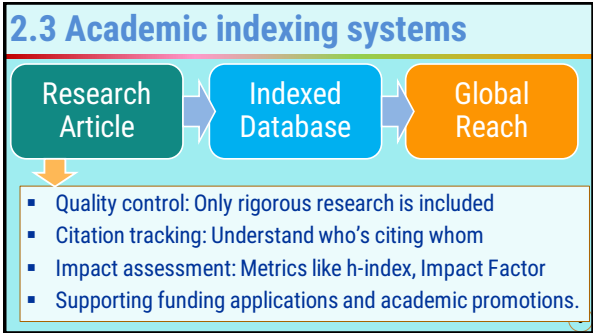 2.3 Academic indexing systems
Research
Article
Indexed
Database
Global
Reach
▪ Quality control: Only rigorous research is included
▪ Citation tracking: Understand who's citing whom
▪ Impact assessment: Metrics like h-index, Impact Factor
▪ Supporting funding applications and academic promotions.